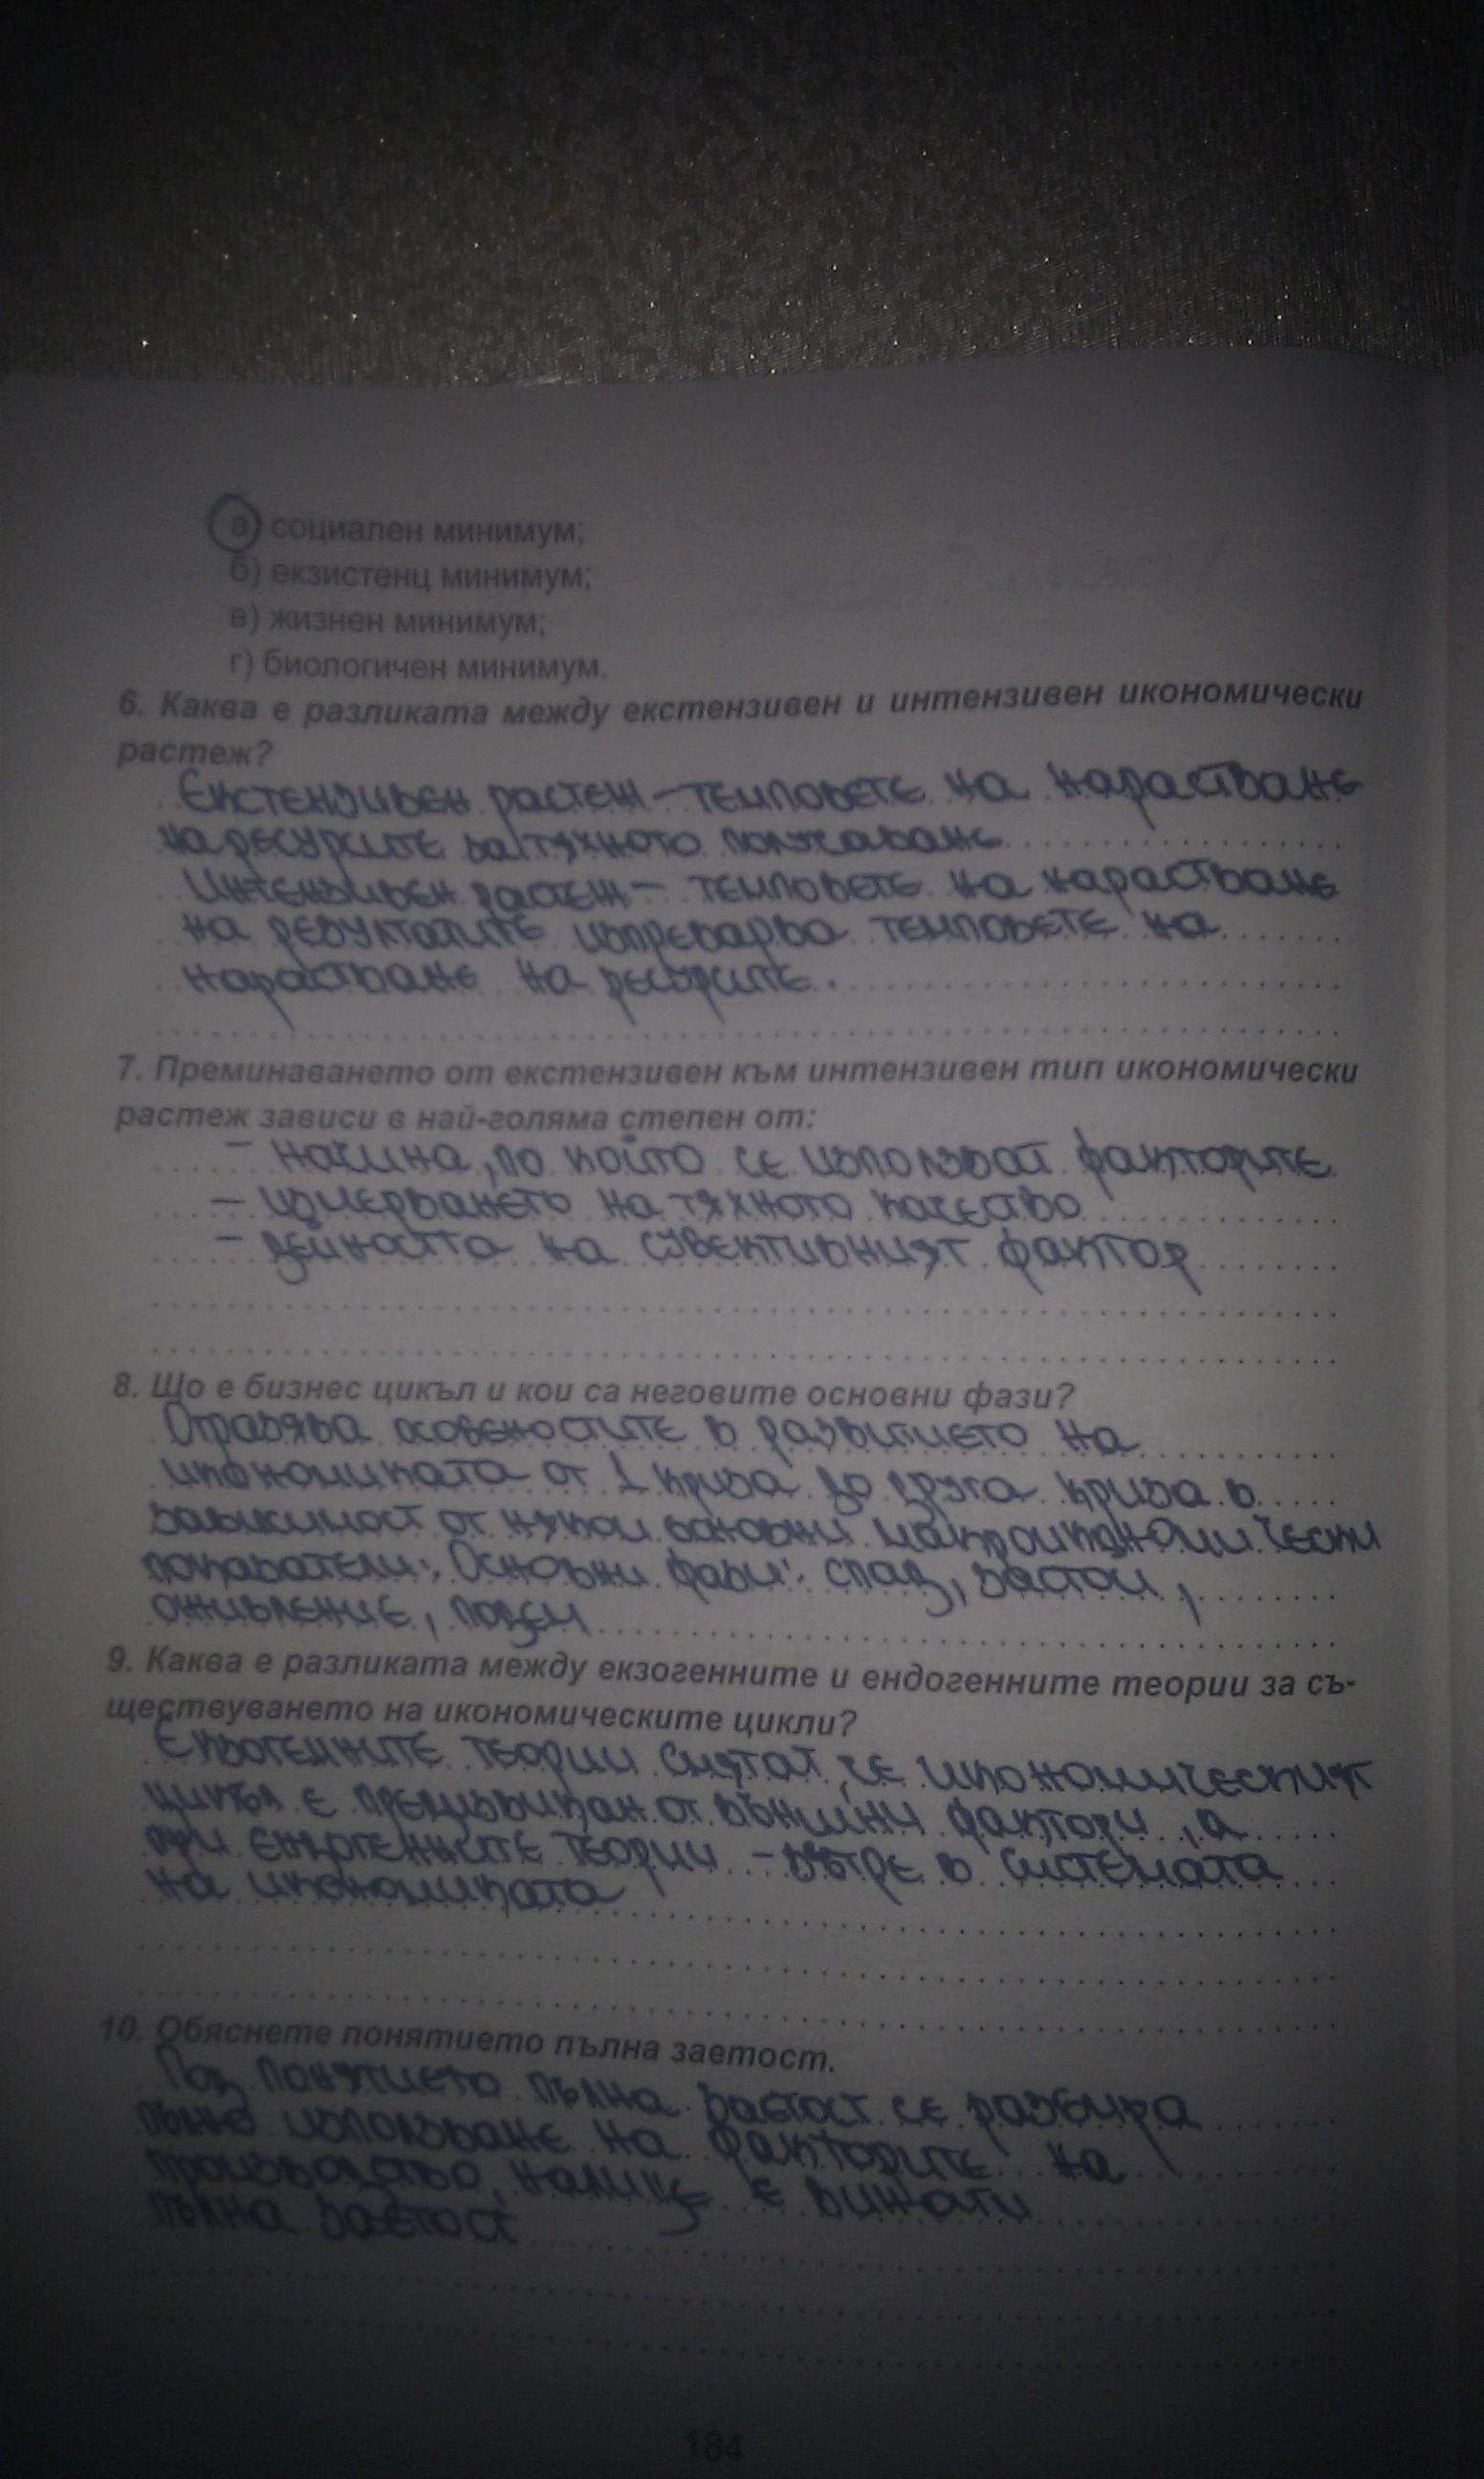 а) социален минимум;
б) екзистенц минимум;
в) жизнен минимум;
г) биологичен минимум.
6. Каква е разликата между екстензивен и интензивен икономически
растеж?
Екстензивен растеж – темповете на нарастване
на ресурсите за тяхното получаване
Интензивен растеж – темповете на нарастване
на резултатите изпреварва темповете на
нарастване на ресурсите.
7. Преминаването от екстензивен към интензивен тип икономически
растеж зависи в най-голяма степен от:
– начина, по който се използват факторите
– измерването на тяхното качество
– дейността на субективният фактор
8. Що е бизнес цикъл и кои са неговите основни фази?
Отразява особеностите в развитието на
икономиката от 1 криза до друга криза в
зависимост от някои основни макроикономически
показатели. Основни фази: спад, застой,
оживление, подем
9. Каква е разликата между екзогенните и ендогенните теории за съ-
ществуването на икономическите цикли?
Екзогенните теории смятат, че икономическият
цикъл е предизвикан от външни фактори, а
при ендогенните теории – вътре в системата
на икономиката
10. Обяснете понятието пълна заетост.
Под понятието пълна заетост се разбира
пълно използване на факторите на
производство, е винаги
пълна заетост
184